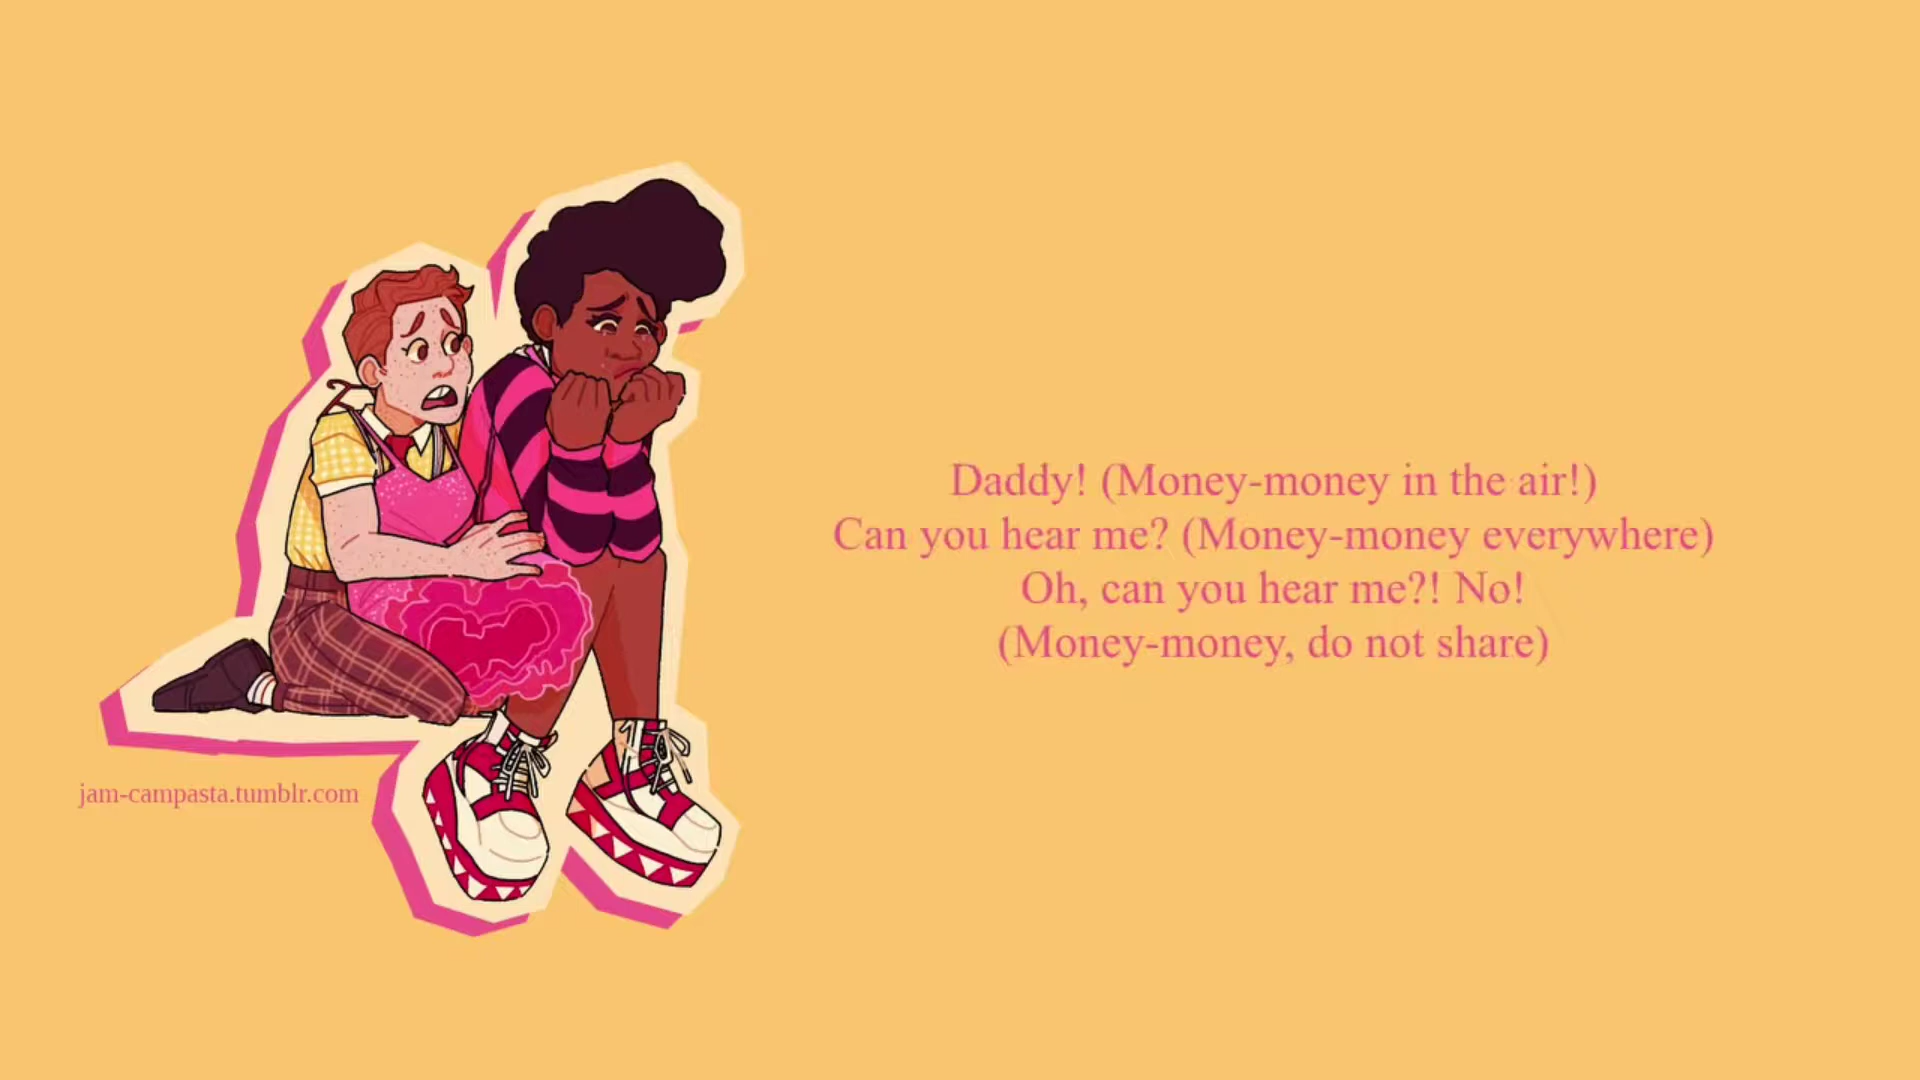 Daddy! (Money-money in the air!)
Can you hear me? (Money-money everywhere)
Oh, can you hear me?! No!
(Money-money, do not share)
jam-campasta.tumblr.com